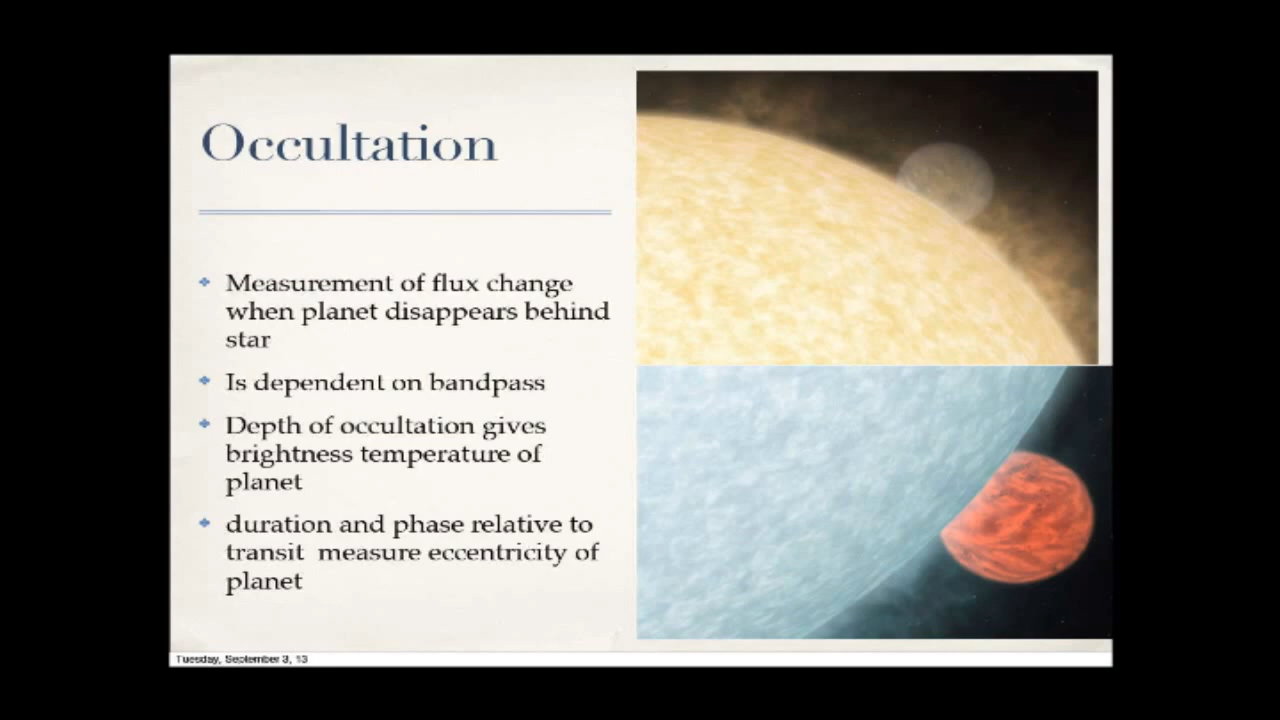 Occultation
Measurement of flux change
when planet disappears behind
star
Is dependent on bandpass
Depth of occultation gives
brightness temperature of
planet
duration and phase relative to
transit measure eccentricity of
planet
Tuesday, September 3, 13